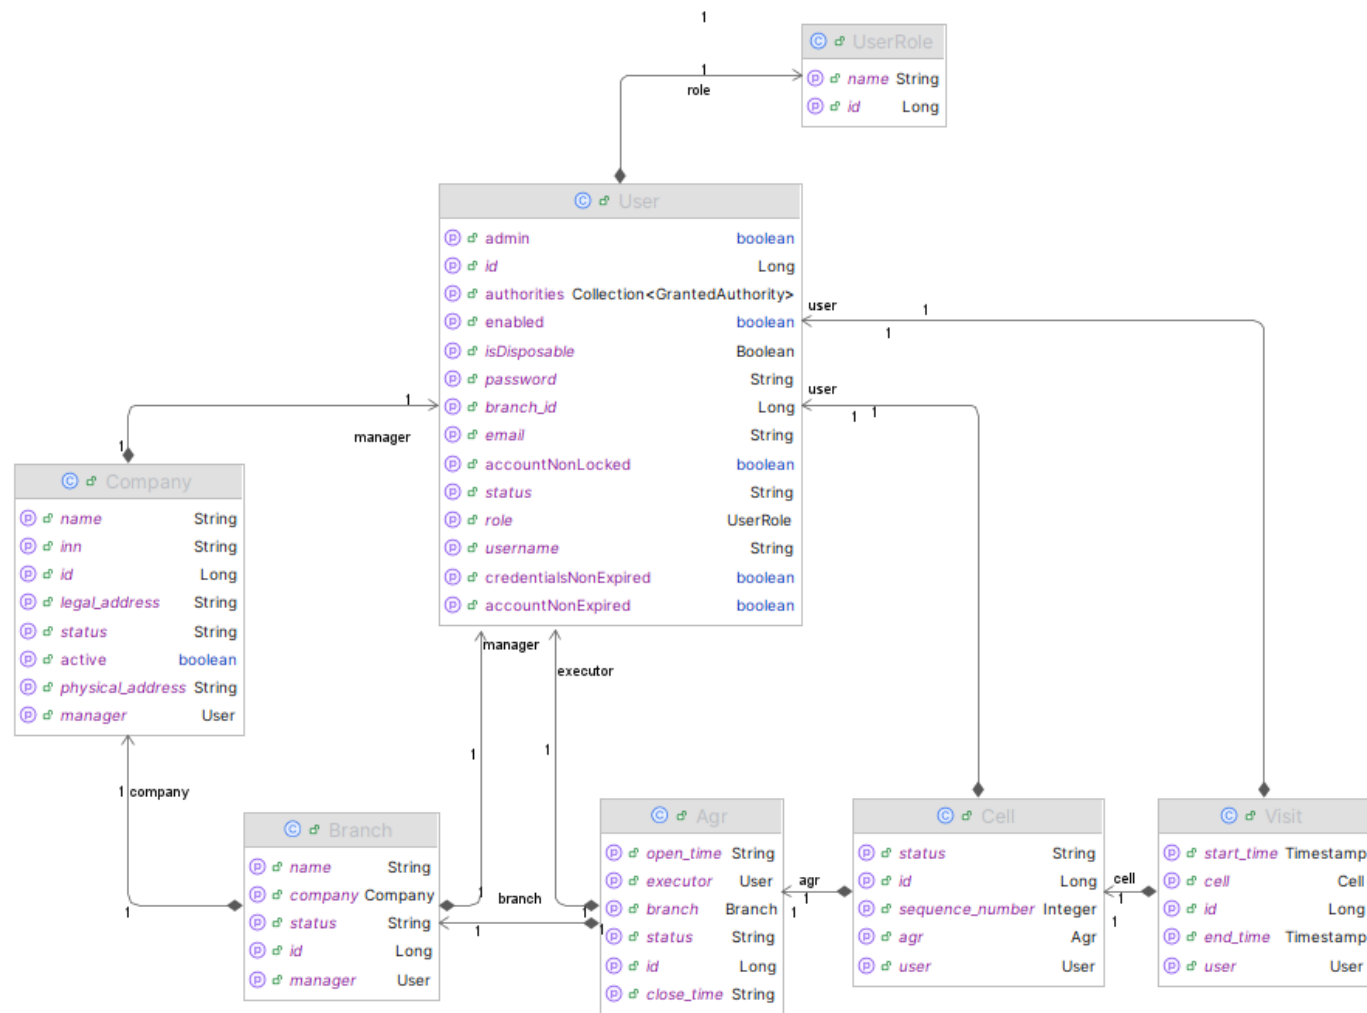 1
UserRole
name String
id Long
1
role
User
admin boolean
id Long
authorities Collection<GrantedAuthority>
enabled boolean
isDisposable Boolean
password String
branch_id Long
email String
accountNonLocked boolean
status String
role UserRole
username String
credentialsNonExpired boolean
accountNonExpired boolean
user 1
1
user
1 1
1
manager
1
Company
name String
inn String
id Long
legal_address String
status String
active boolean
physical_address String
manager User
manager
executor
1
1
1 company
1
Branch
name String
company Company
status String
id Long
manager User
1
branch
1
1
1
Agr
open_time String
executor User
branch Branch
status String
id Long
close_time String
agr
1
1
Cell
status String
id Long
sequence_number Integer
agr Agr
user User
cell
1
1
Visit
start_time Timestamp
cell Cell
id Long
end_time Timestamp
user User